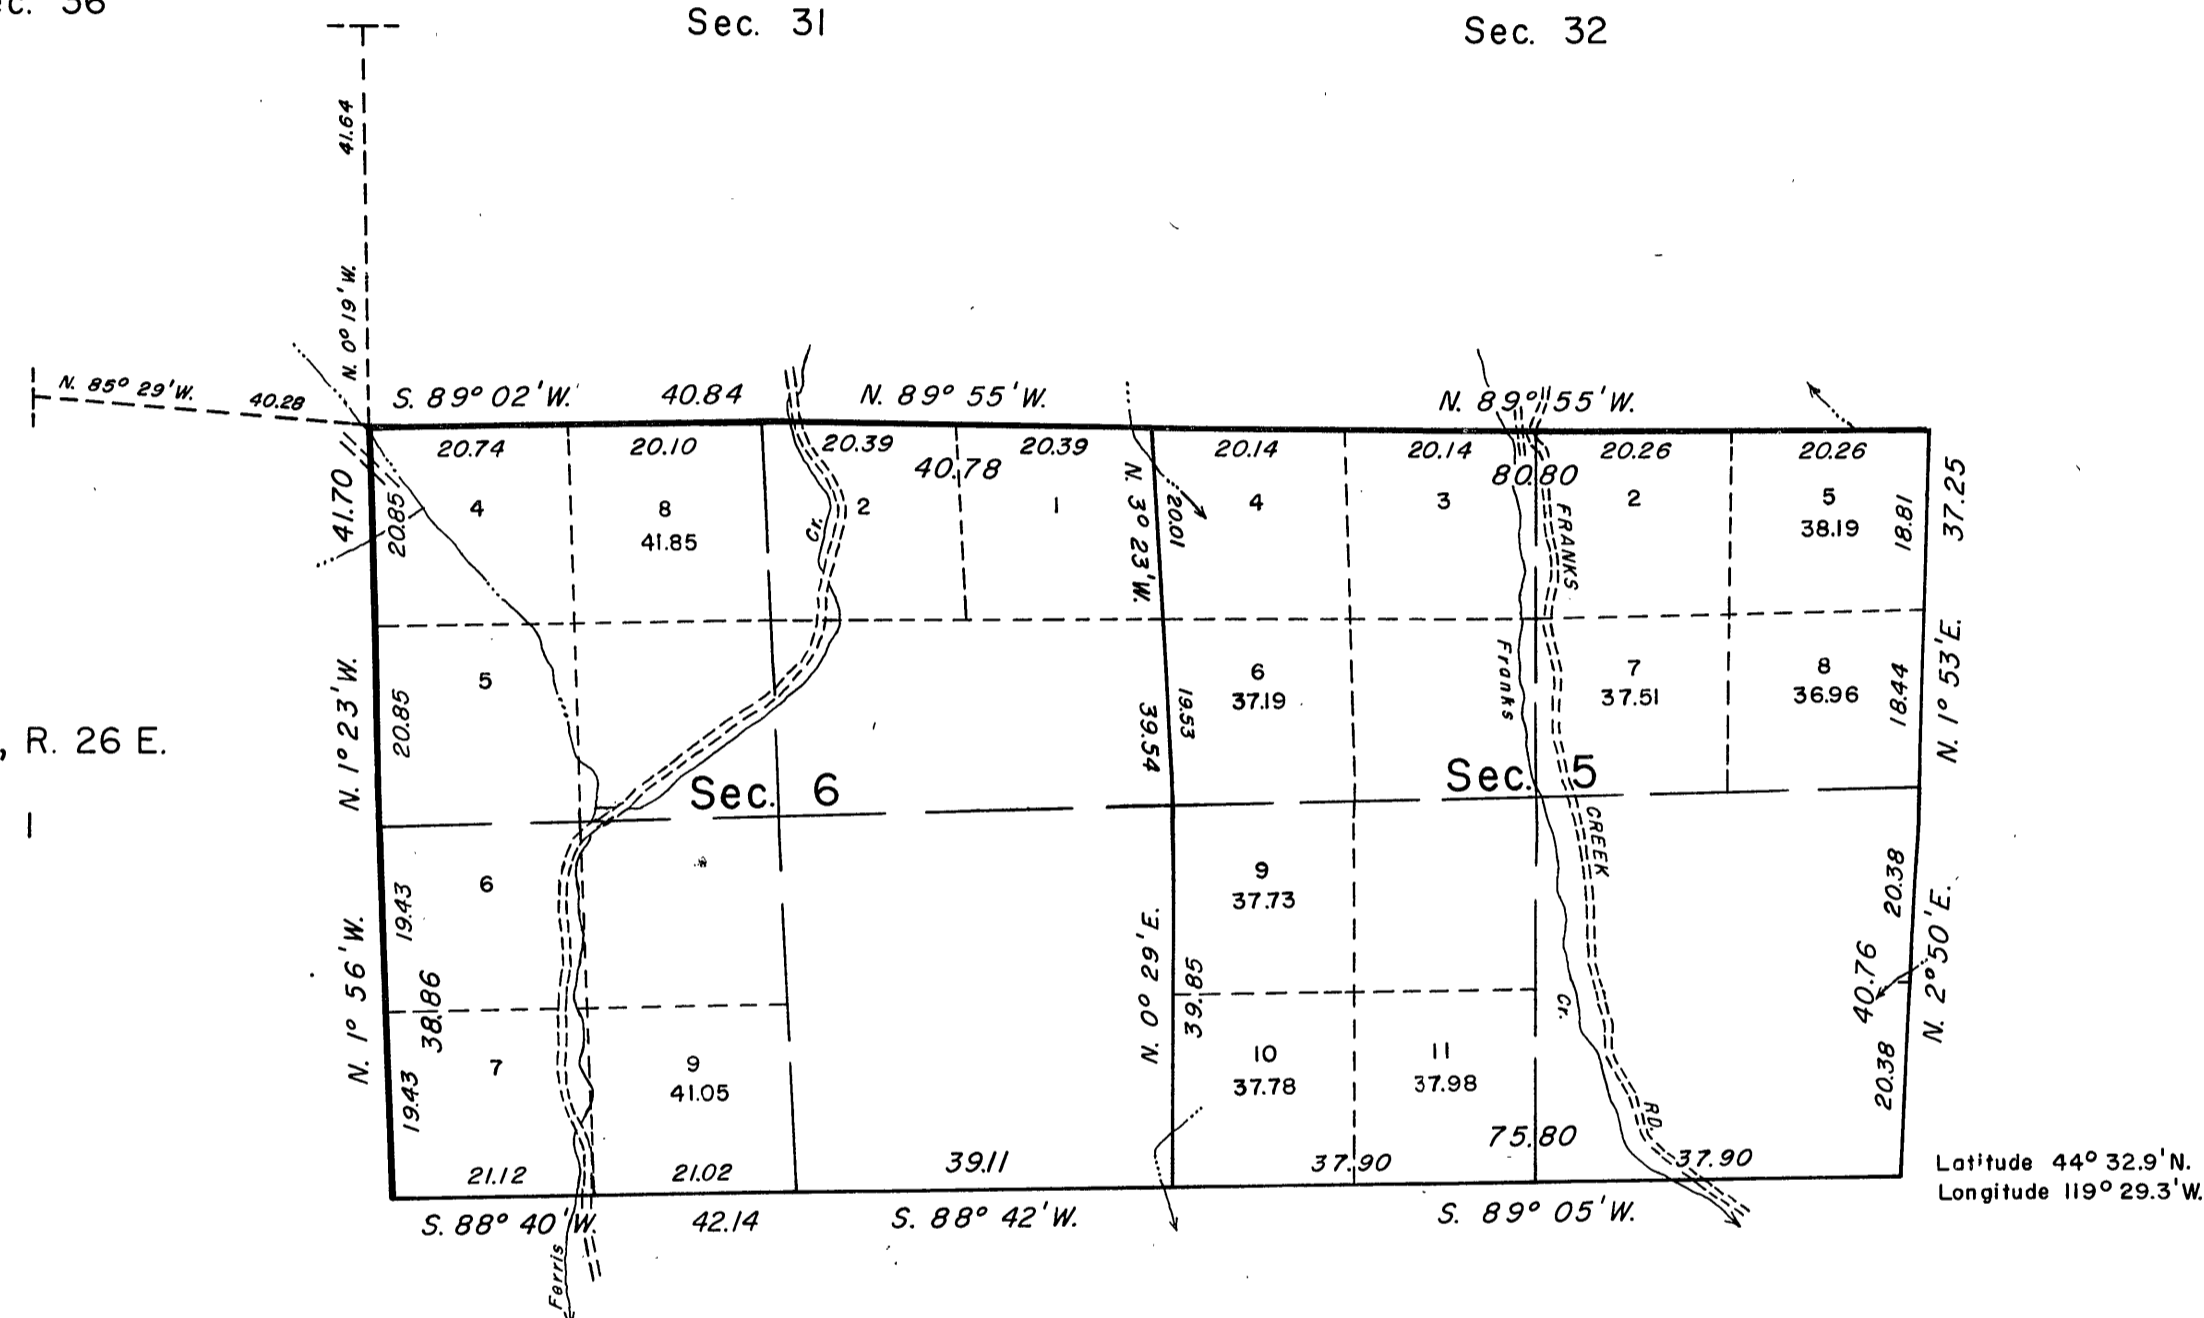 Sec. 36
Sec. 31
Sec. 32
41.64
N. 0° 19' W.
N. 85° 29' W. 40.28
S. 89° 02' W. 40.84
N. 89° 55' W.
N. 89° 55' W.
20.74
20.10
20.39
20.39
20.14
20.14
20.26
20.26
40.78
80.80
41.70
20.85
4
8
41.85
Cr.
2
1
N. 3° 23' W.
20.01
4
3
2
5
38.19
18.81
37.25
FRANKS
5
N. 1° 23' W.
20.85
39.54
19.53
6
37.19
Franks
7
37.51
8
36.96
18.44
N. 1° 53' E.
, R. 26 E.
1
Sec. 6
Sec. 5
CREEK
6
19.43
N. 1° 56' W.
38.86
9
37.73
20.38
N. 0° 29' E.
39.85
Cr.
40.76
N. 2° 50' E.
7
19.43
9
41.05
10
37.78
11
37.98
20.38
RD.
75.80
21.12
21.02
39.11
37.90
37.90
Latitude 44° 32.9' N.
Longitude 119° 29.3' W.
S. 88° 40' W. 42.14
S. 88° 42' W.
S. 89° 05' W.
Ferris